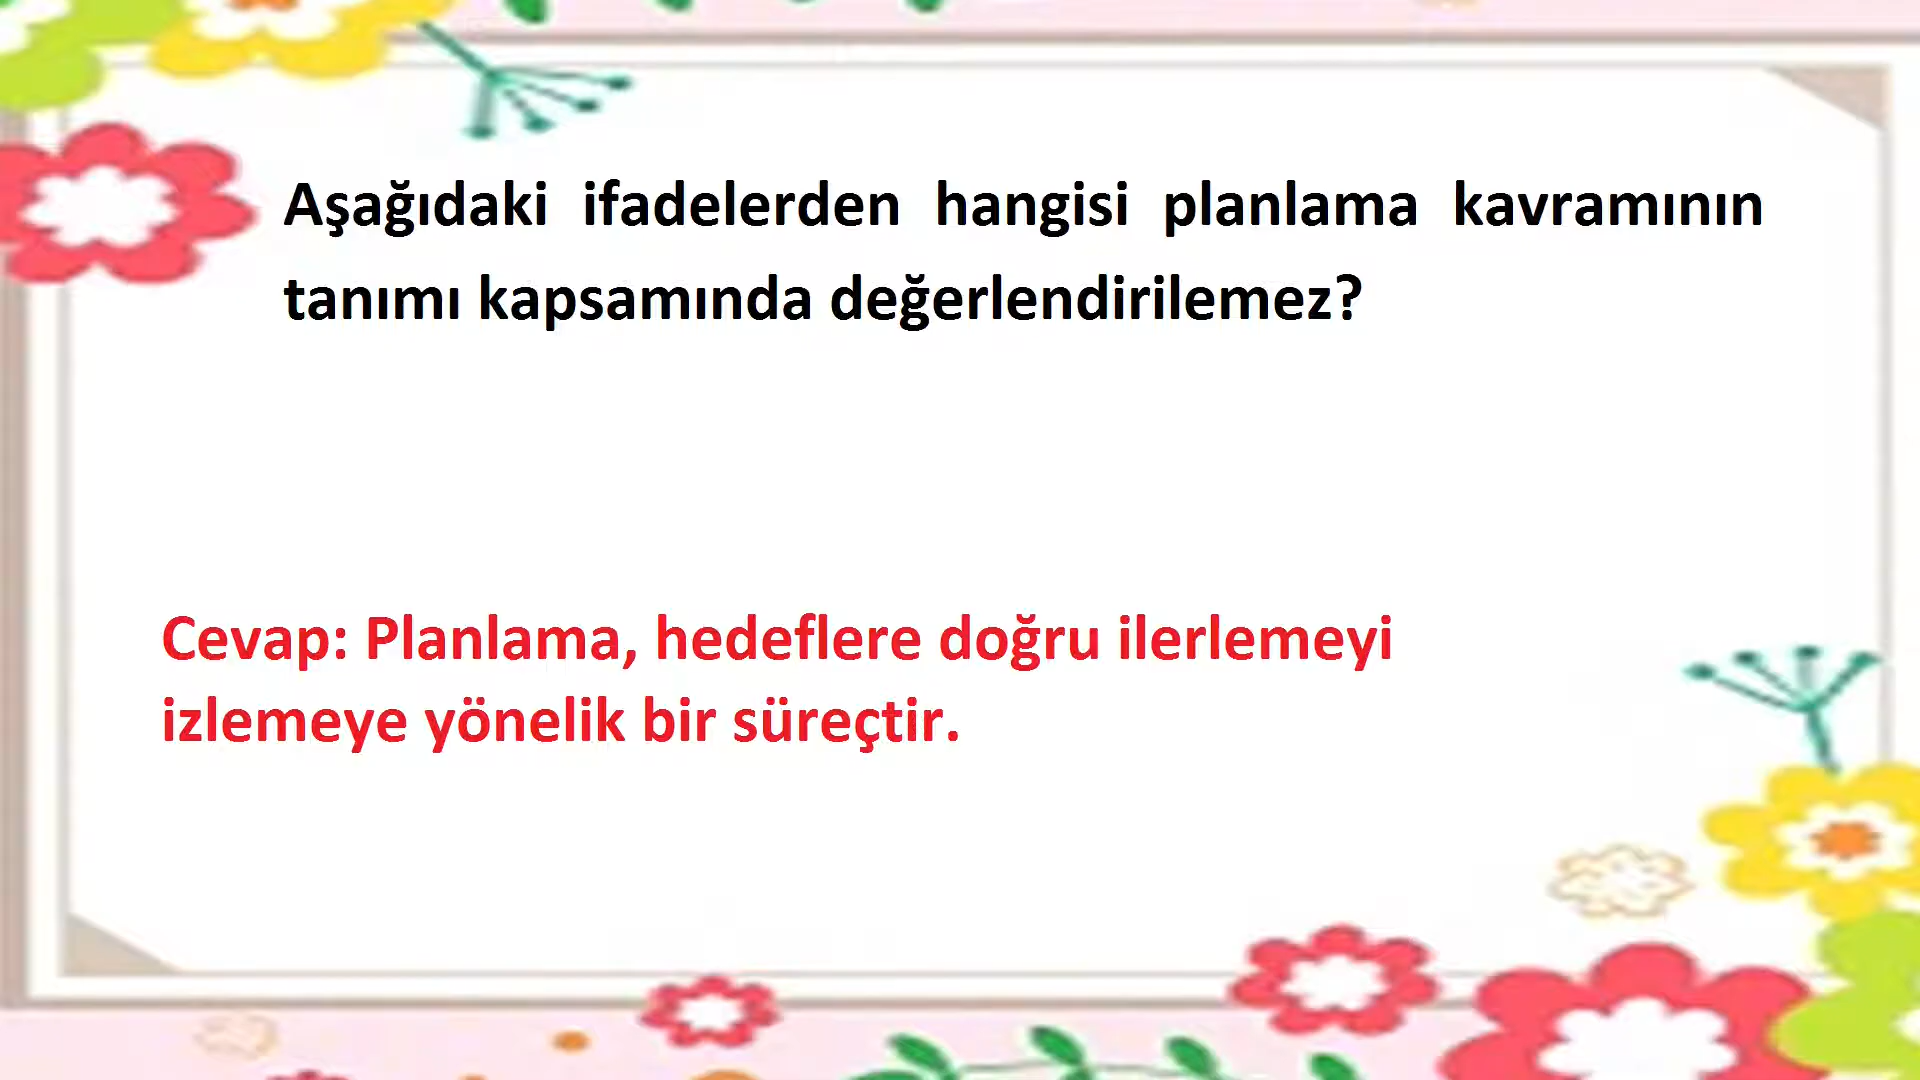 Aşağıdaki ifadelerden hangisi planlama kavramının
tanımı kapsamında değerlendirilemez?
Cevap: Planlama, hedeflere doğru ilerlemeyi
izlemeye yönelik bir süreçtir.